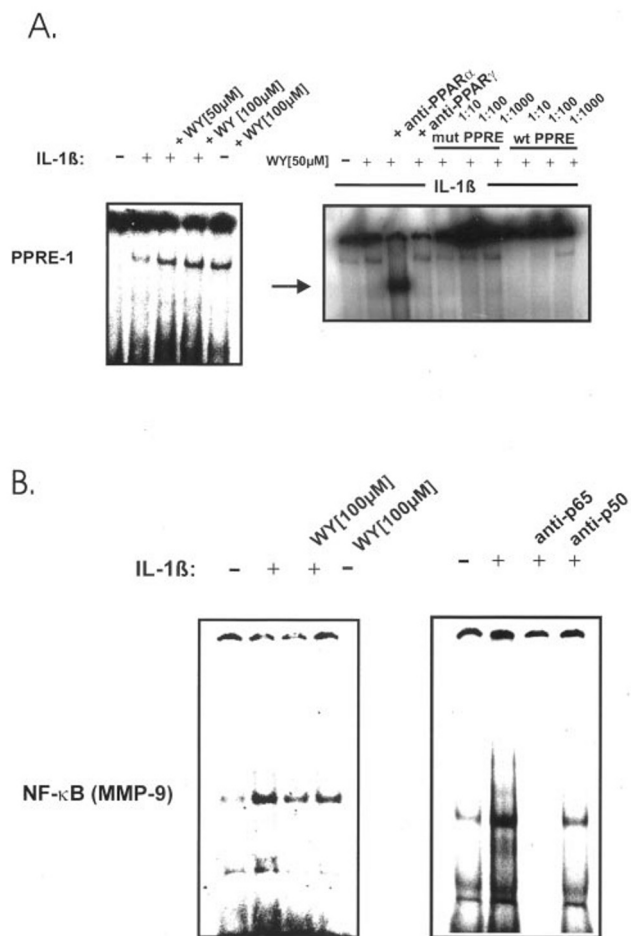 A.
+ WY[50µM]
+ WY [100µM]
+ WY[100µM]
IL-1ß: - + + + -
PPRE-1
+ anti-PPARα
+ anti-PPARγ
1:10 1:100 1:1000 1:10 1:100 1:1000
mut PPRE wt PPRE
WY[50µM] - + + + + + + + + +
IL-1ß
B.
WY[100µM]
WY[100µM]
IL-1ß: - + + -
anti-p65
anti-p50
- + + +
NF-κB (MMP-9)